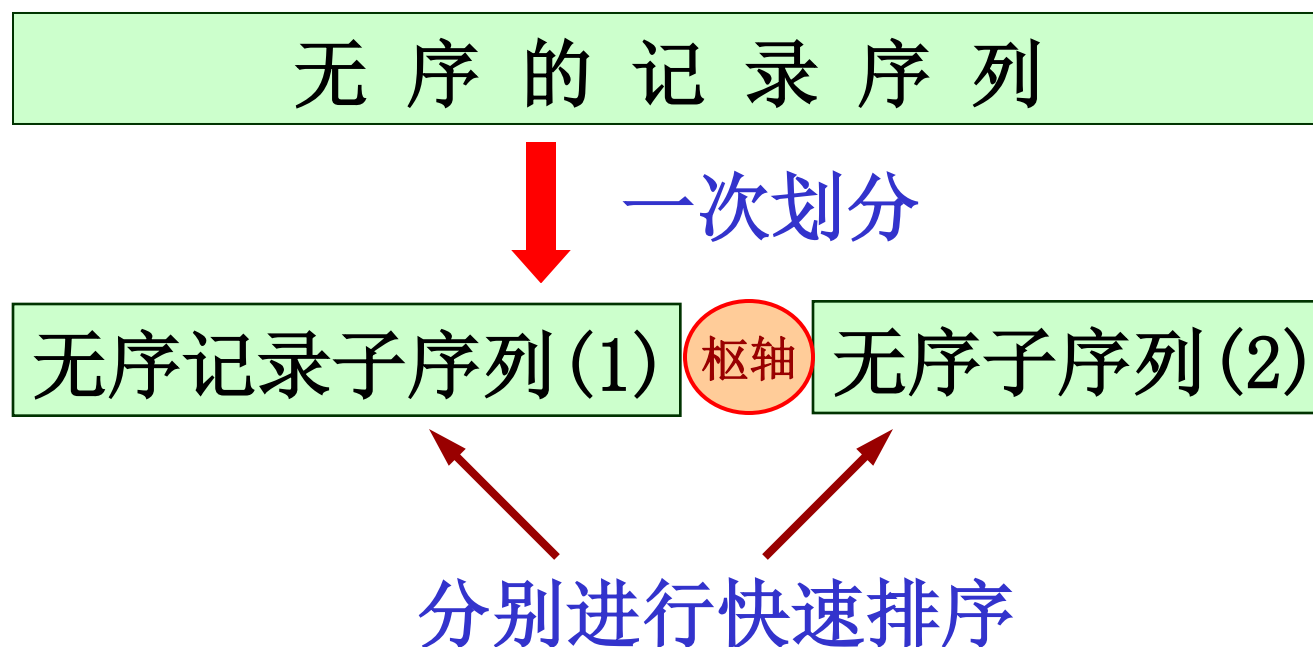 无 序 的 记 录 序 列
一次划分
无序记录子序列(1) 枢轴 无序子序列(2)
分别进行快速排序